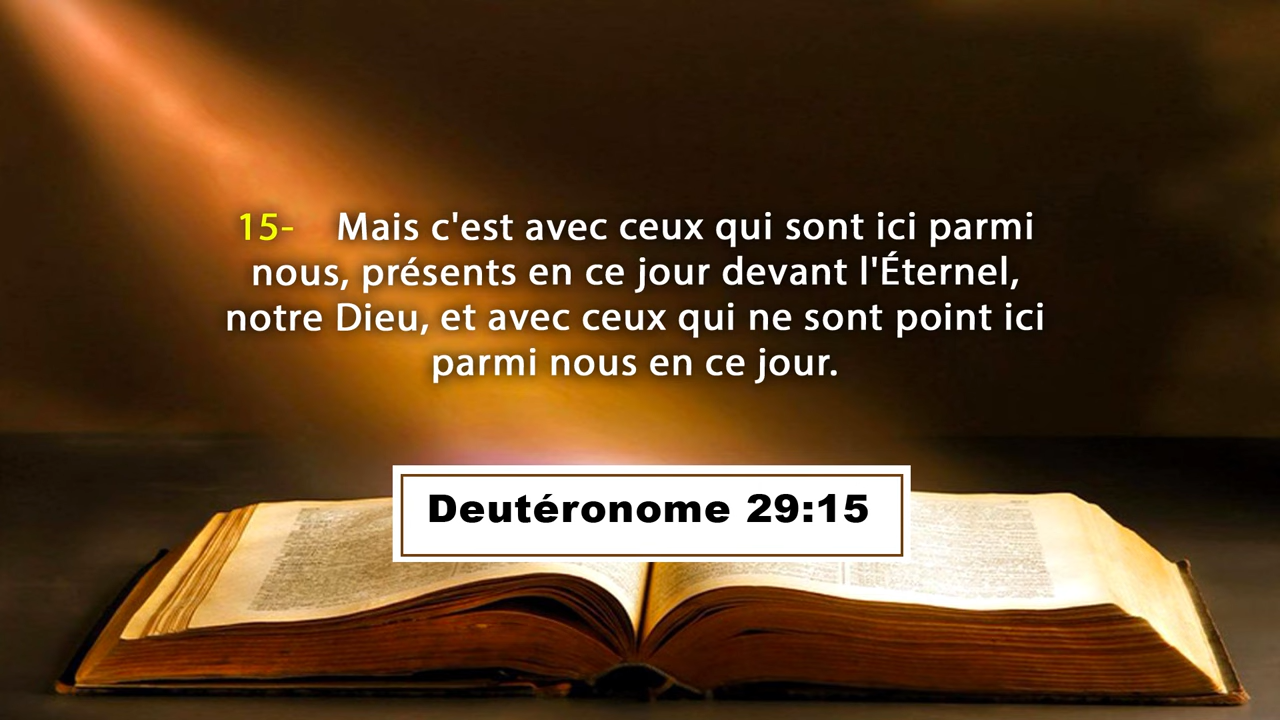 15- Mais c'est avec ceux qui sont ici parmi
nous, présents en ce jour devant l'Éternel,
notre Dieu, et avec ceux qui ne sont point ici
parmi nous en ce jour.
Deutéronome 29:15